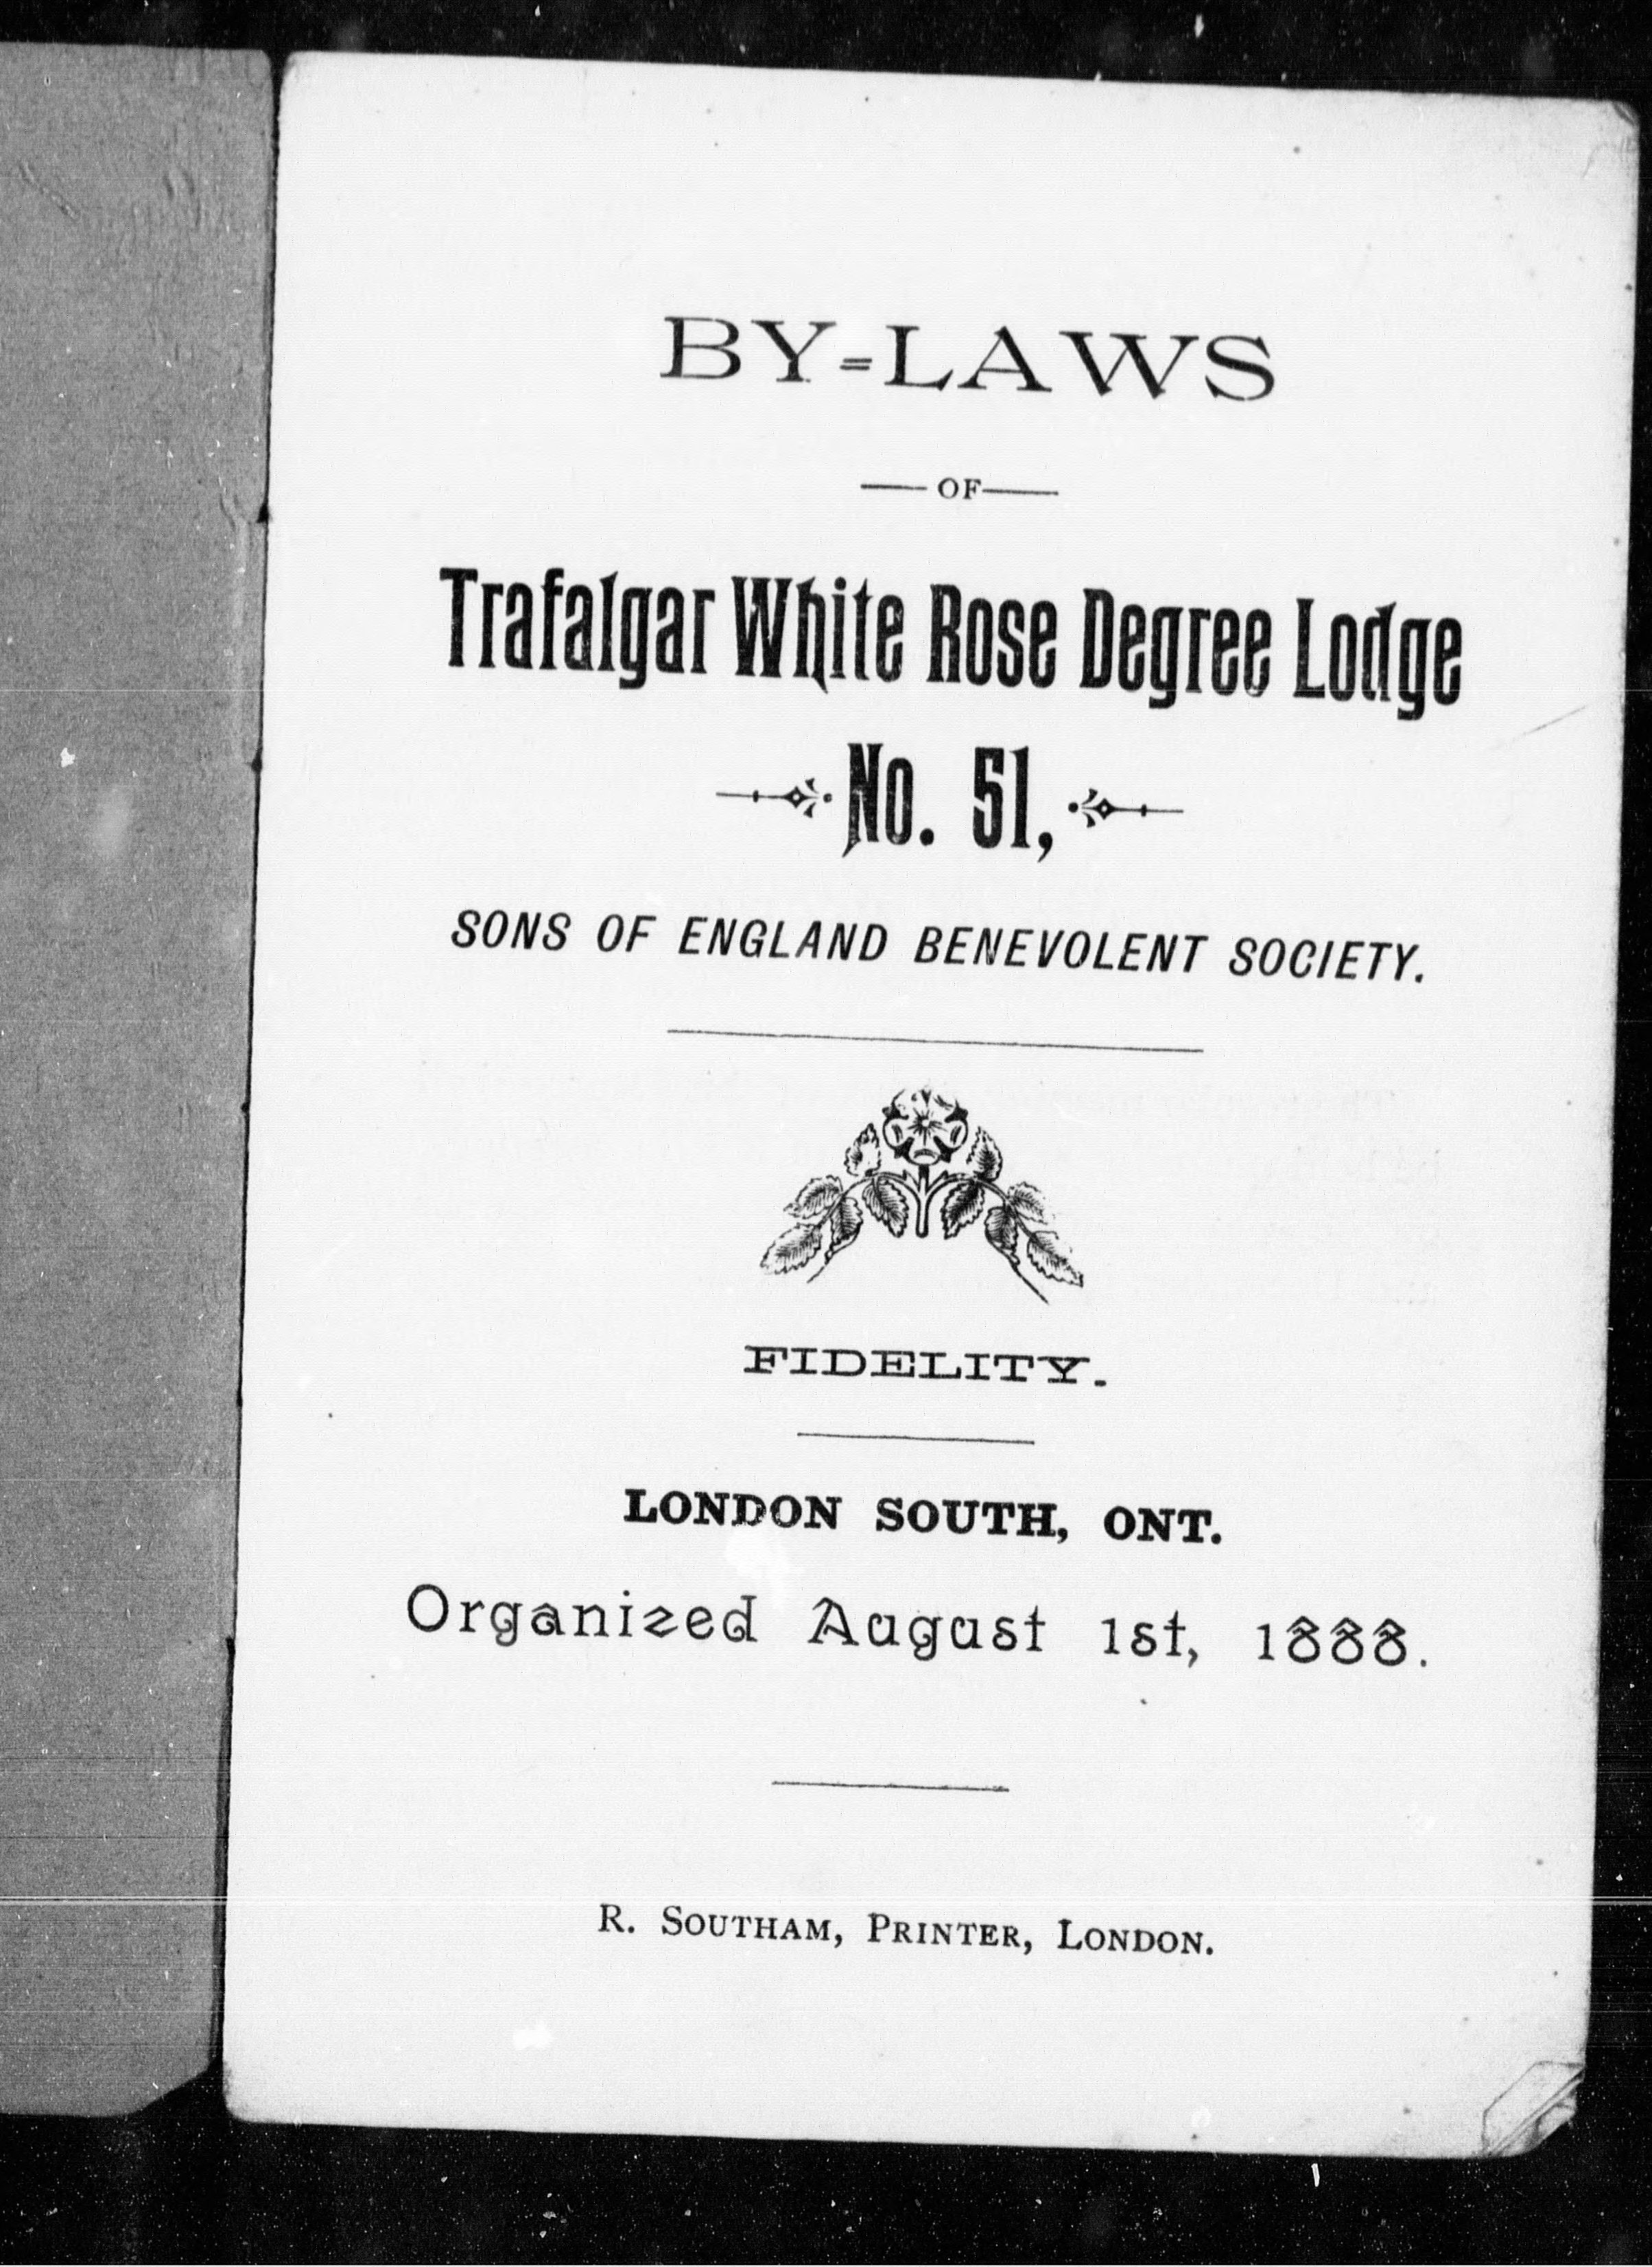 BY=LAWS
OF
Trafalgar White Rose Degree Lodge
No. 51,
SONS OF ENGLAND BENEVOLENT SOCIETY.
FIDELITY.
LONDON SOUTH, ONT.
Organized August 1st, 1888.
R. SOUTHAM, PRINTER, LONDON.